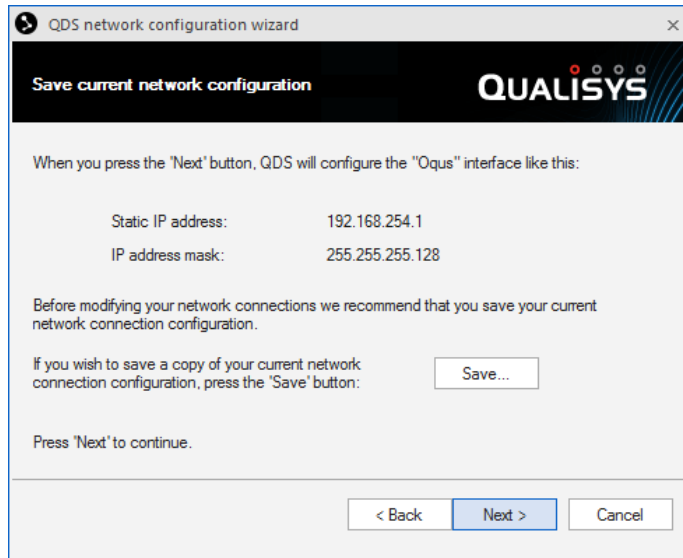 QDS network configuration wizard
Save current network configuration
QUALISYS
When you press the 'Next' button, QDS will configure the "Oqus" interface like this:
Static IP address: 192.168.254.1
IP address mask: 255.255.255.128
Before modifying your network connections we recommend that you save your current
network connection configuration.
If you wish to save a copy of your current network
connection configuration, press the 'Save' button:
Save...
Press 'Next' to continue.
< Back Next > Cancel